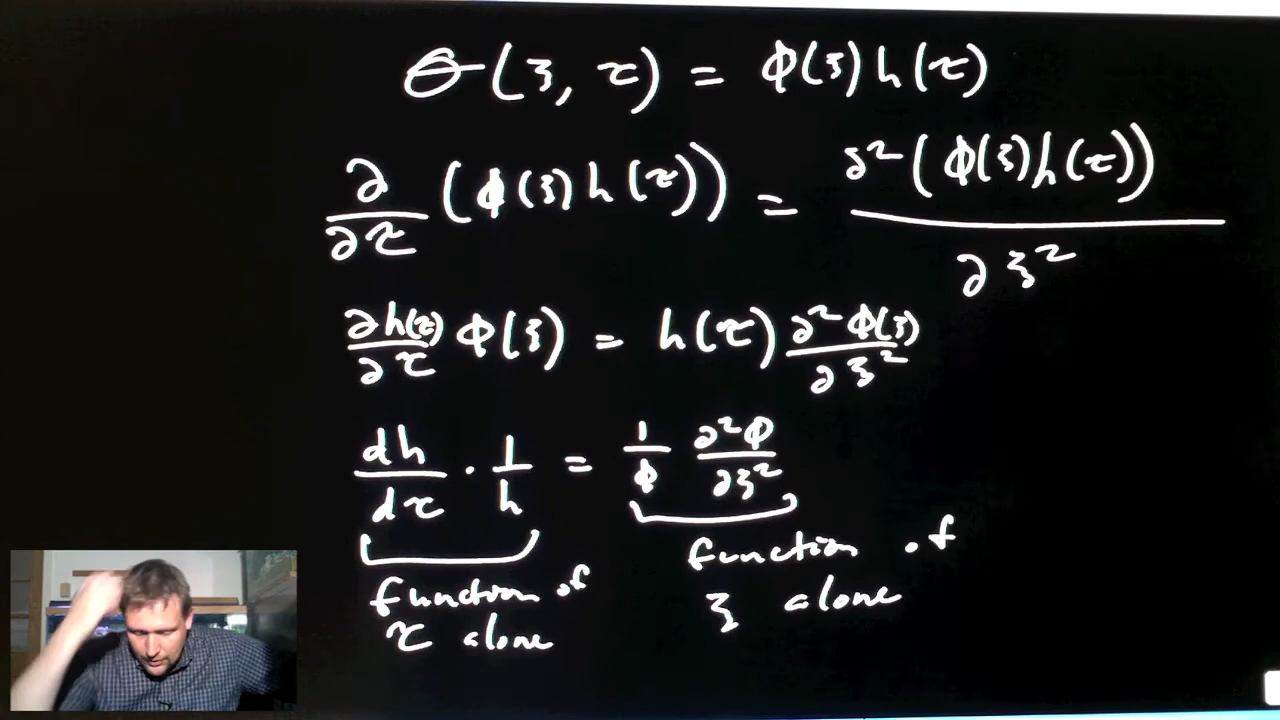 θ(ξ, τ) = φ(ξ)h(τ)
∂/∂τ (φ(ξ)h(τ)) = ∂²(φ(ξ)h(τ))/∂ξ²
∂h(τ)/∂τ φ(ξ) = h(τ) ∂²φ(ξ)/∂ξ²
dh/dτ · 1/h = 1/φ ∂²φ/∂ξ²
function of τ alone
function of ξ alone